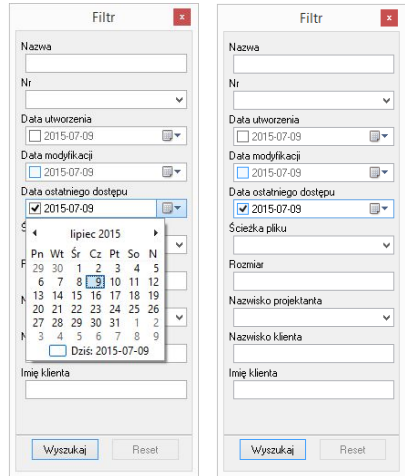 Filtr
x
Nazwa
Nr
Data utworzenia
2015-07-09
Data modyfikacji
2015-07-09
Data ostatniego dostępu
2015-07-09
Ś
lipiec 2015
Pn Wt Śr Cz Pt So N
29 30 1 2 3 4 5
6 7 8 9 10 11 12
13 14 15 16 17 18 19
20 21 22 23 24 25 26
27 28 29 30 31 1 2
3 4 5 6 7 8 9
Dziś: 2015-07-09
Imię klienta
Wyszukaj Reset
Filtr
x
Nazwa
Nr
Data utworzenia
2015-07-09
Data modyfikacji
2015-07-09
Data ostatniego dostępu
2015-07-09
Ścieżka pliku
Rozmiar
Nazwisko projektanta
Nazwisko klienta
Imię klienta
Wyszukaj Reset